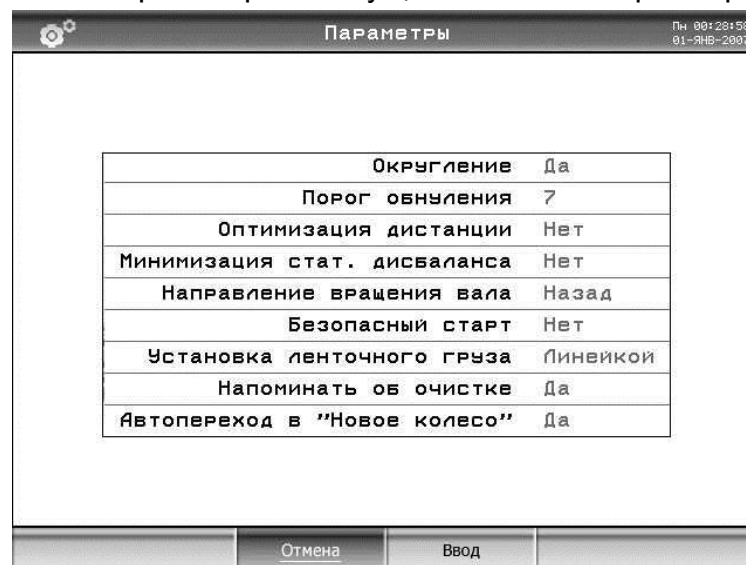 Параметры
Пн 00:28:58
01-ЯНВ-2007
Округление Да
Порог обнуления 7
Оптимизация дистанции Нет
Минимизация стат. дисбаланса Нет
Направление вращения вала Назад
Безопасный старт Нет
Установка ленточного груза Линейкой
Напоминать об очистке Да
Автопереход в "Новое колесо" Да
Отмена Ввод